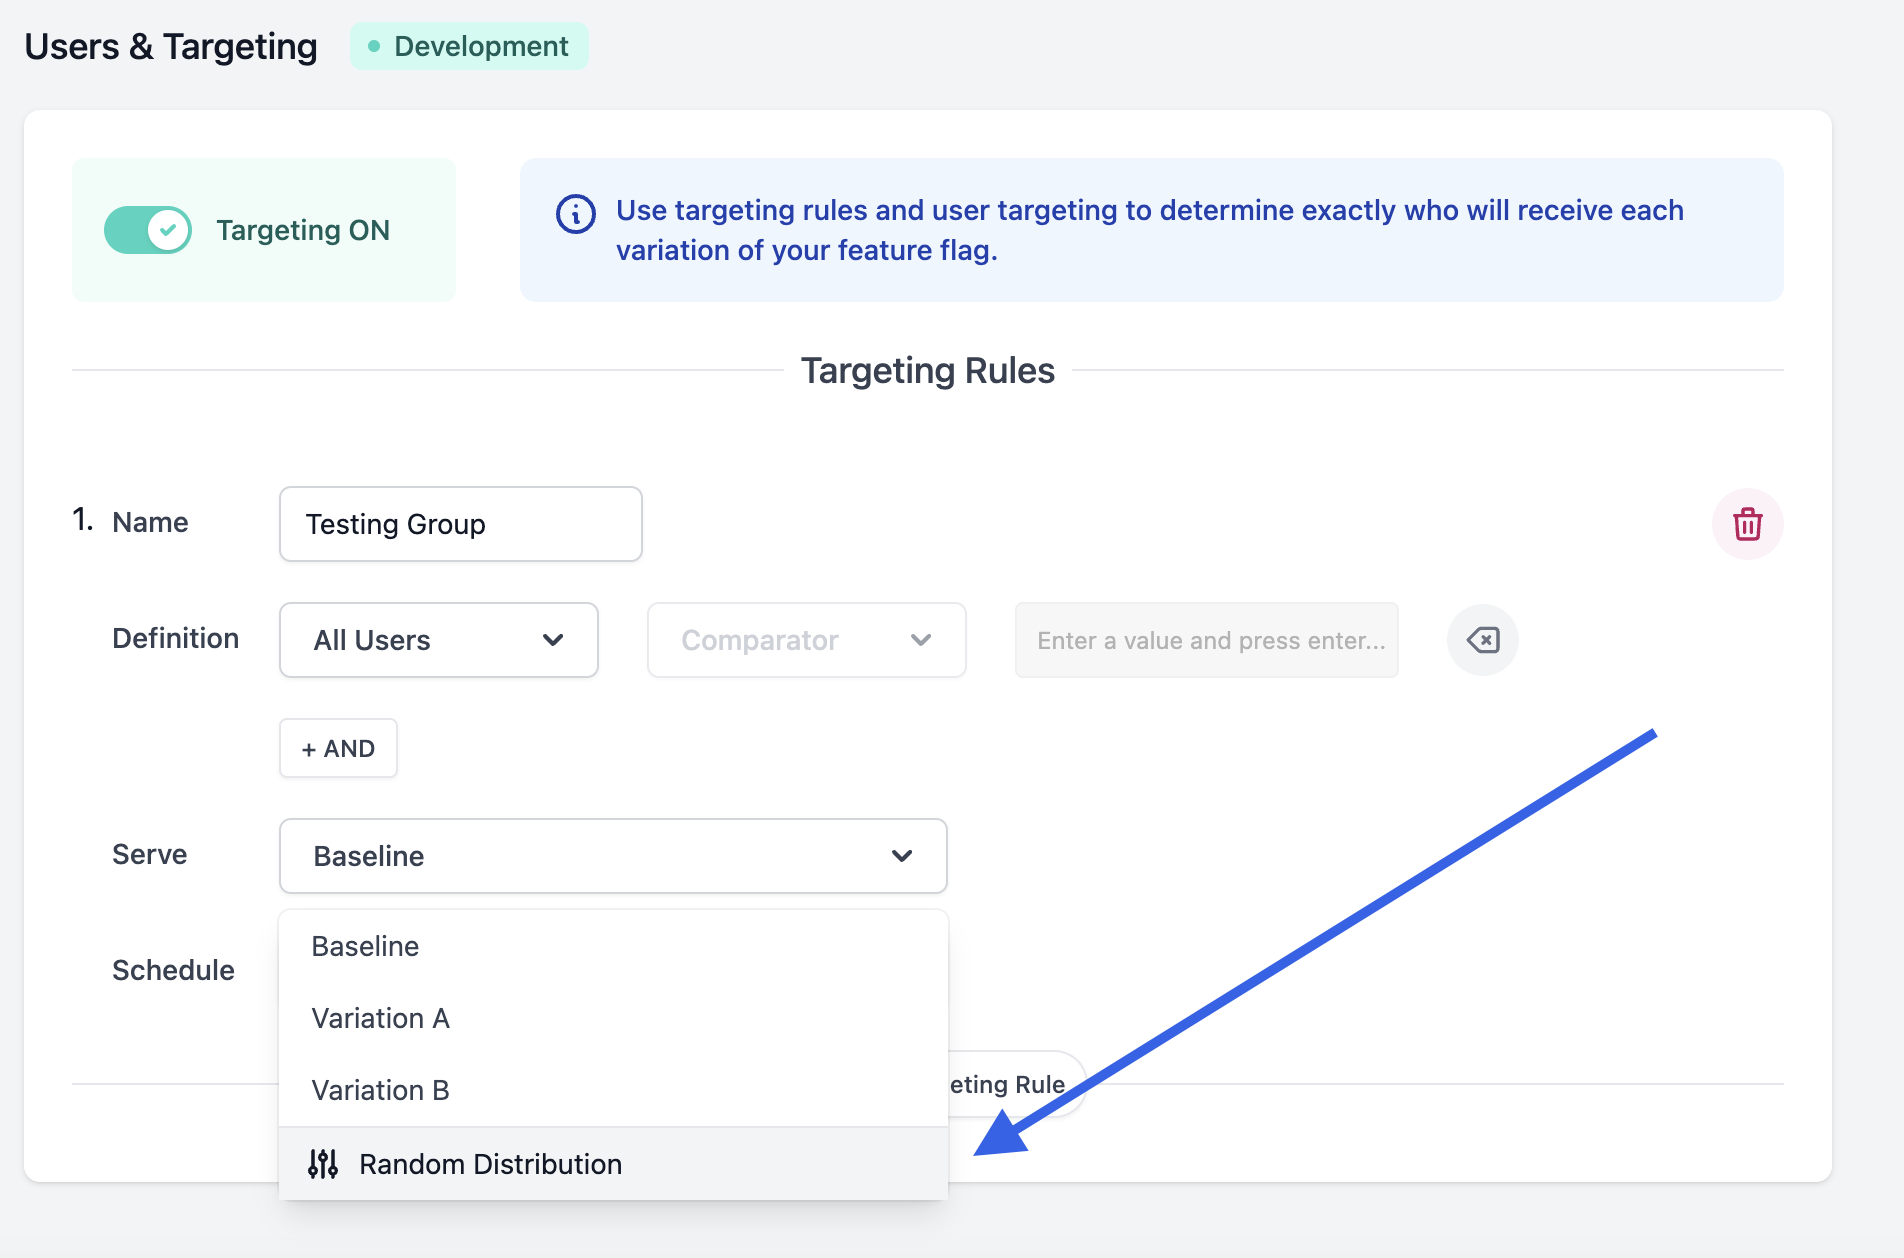 Users & Targeting
Development
Targeting ON
Use targeting rules and user targeting to determine exactly who will receive each
variation of your feature flag.
Targeting Rules
1. Name
Testing Group
Definition
All Users
Comparator
Enter a value and press enter...
+ AND
Serve
Baseline
Schedule
Baseline
Variation A
Variation B
eting Rule
Random Distribution